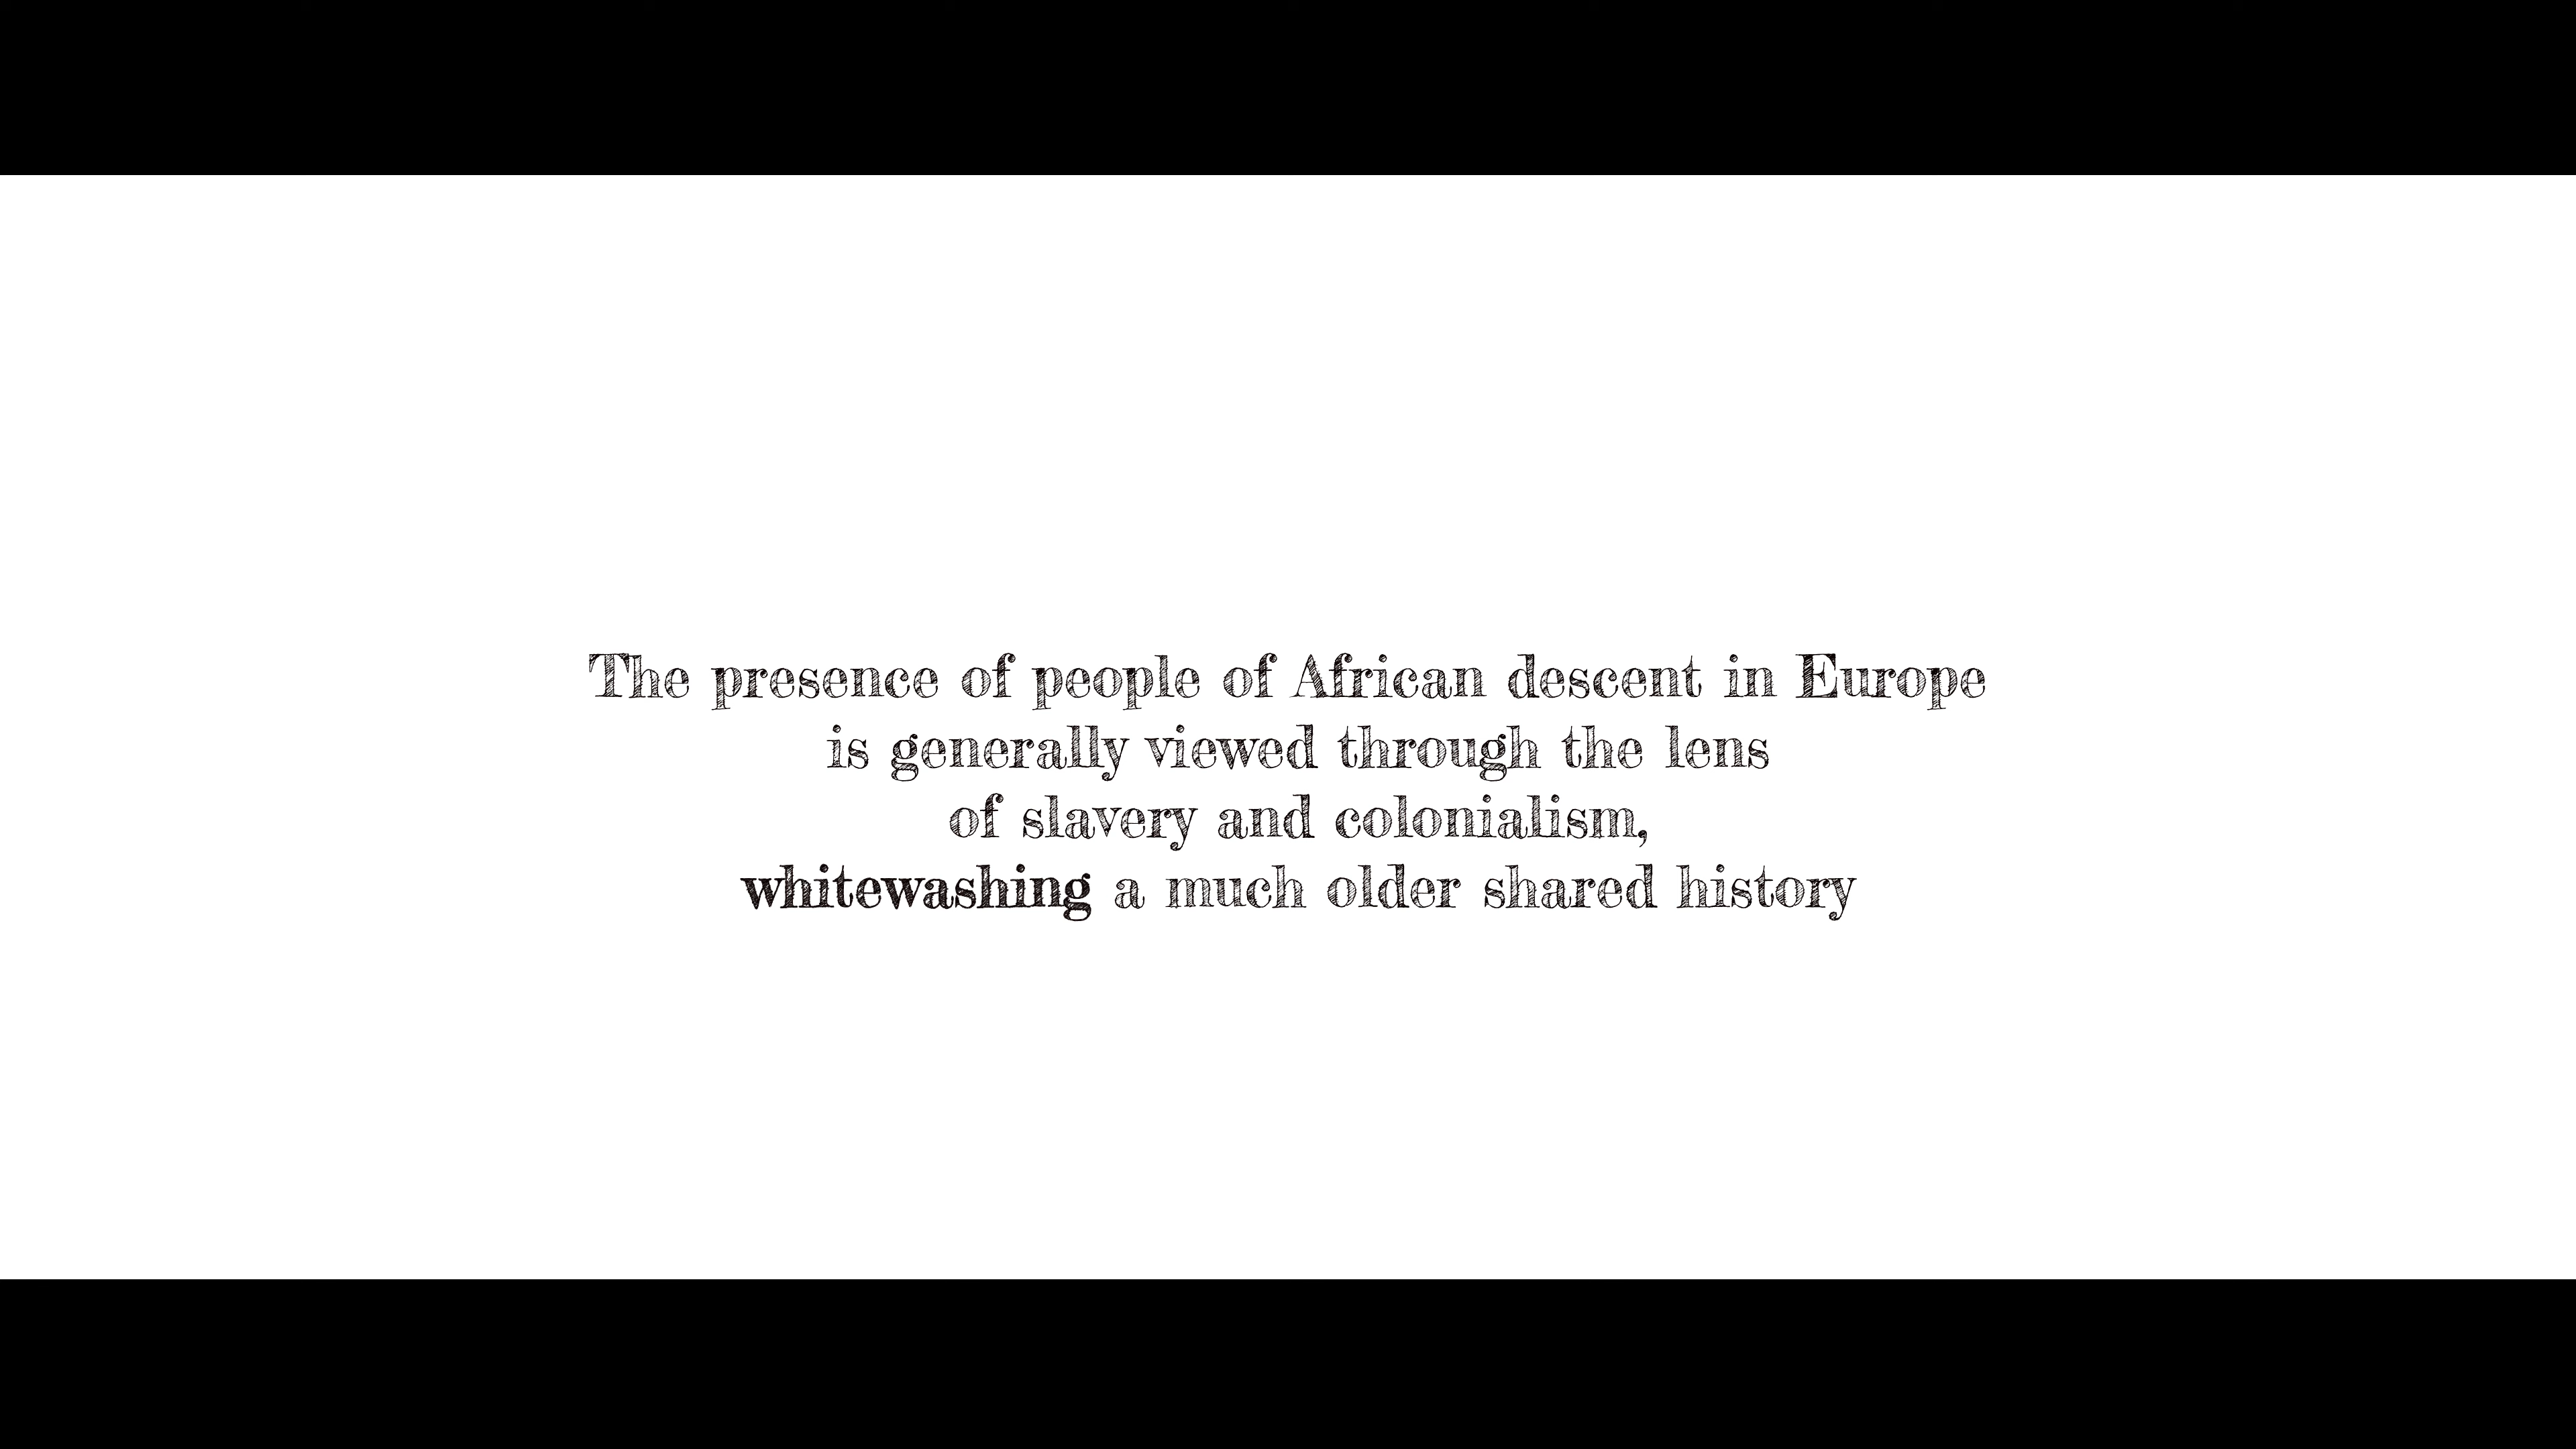 The presence of people of African descent in Europe
is generally viewed through the lens
of slavery and colonialism,
whitewashing a much older shared history